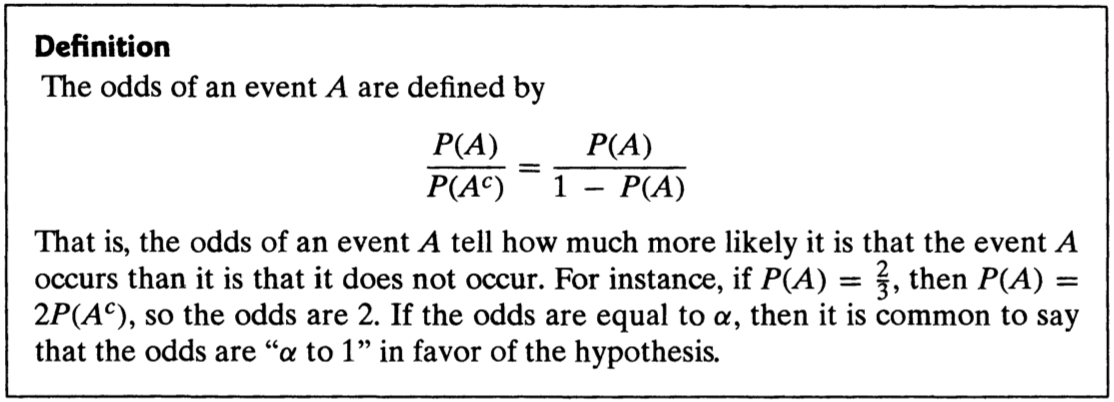 Definition
The odds of an event A are defined by
P(A) / P(Aᶜ) = P(A) / (1 − P(A))
That is, the odds of an event A tell how much more likely it is that the event A
occurs than it is that it does not occur. For instance, if P(A) = 2/3, then P(A) =
2P(Aᶜ), so the odds are 2. If the odds are equal to α, then it is common to say
that the odds are “α to 1” in favor of the hypothesis.